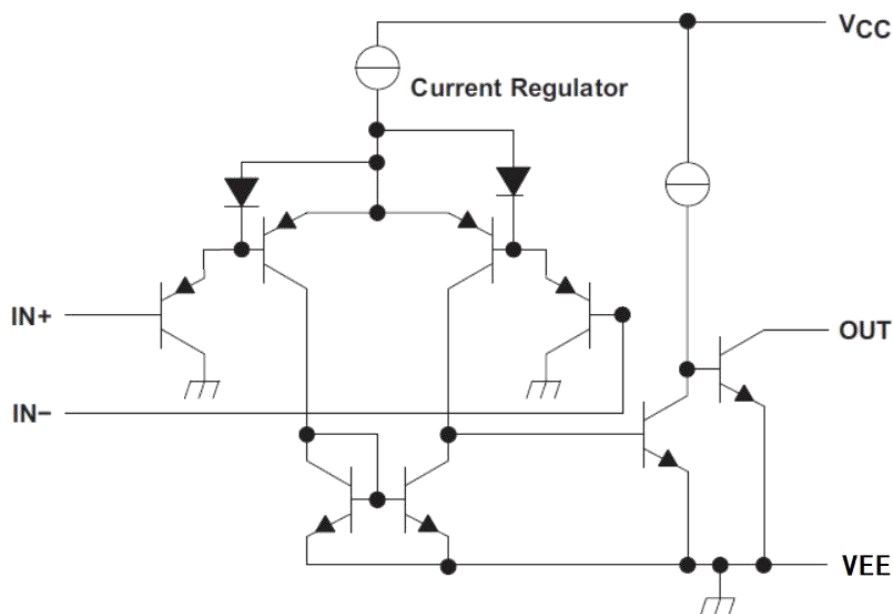 VCC
Current Regulator
IN+
OUT
IN−
VEE